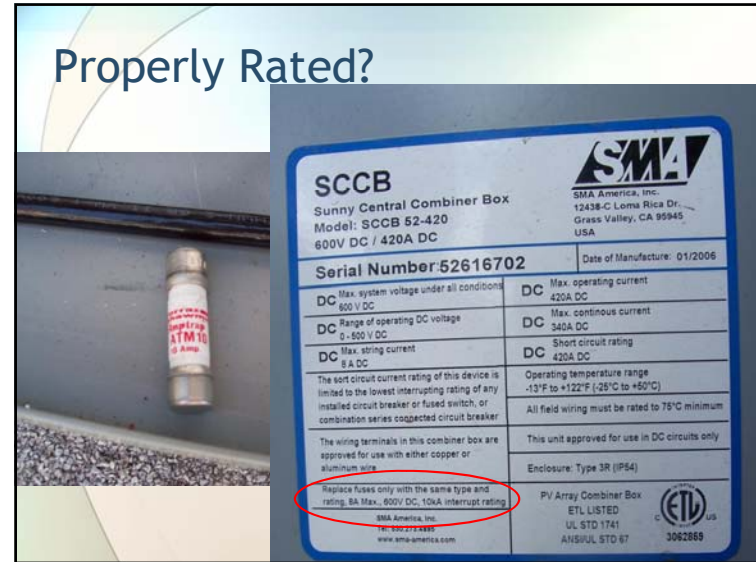 Properly Rated?
Amptrap
ATM10
10 Amp.
SCCB
Sunny Central Combiner Box
Model: SCCB 52-420
600V DC / 420A DC
SMA
SMA America, Inc.
12438-C Loma Rica Dr.
Grass Valley, CA 95945
USA
Serial Number:52616702
Date of Manufacture: 01/2006
DC Max. system voltage under all conditions
600 V DC
DC Max. operating current
420A DC
DC Range of operating DC voltage
0 - 500 V DC
DC Max. continous current
340A DC
DC Max. string current
8 A DC
DC Short circuit rating
420A DC
The sort circuit current rating of this device is
limited to the lowest interrupting rating of any
installed circuit breaker or fused switch, or
combination series connected circuit breaker
Operating temperature range
-13°F to +122°F (-25°C to +50°C)
All field wiring must be rated to 75°C minimum
The wiring terminals in this combiner box are
approved for use with either copper or
aluminum wire
This unit approved for use in DC circuits only
Enclosure: Type 3R (IP54)
Replace fuses only with the same type and
rating, 8A Max., 600V DC, 10kA interrupt rating
SMA America, Inc.
Tel: 530.273.4895
www.sma-america.com
PV Array Combiner Box
ETL LISTED
UL STD 1741
ANSI/UL STD 67
C ETL US
3062869